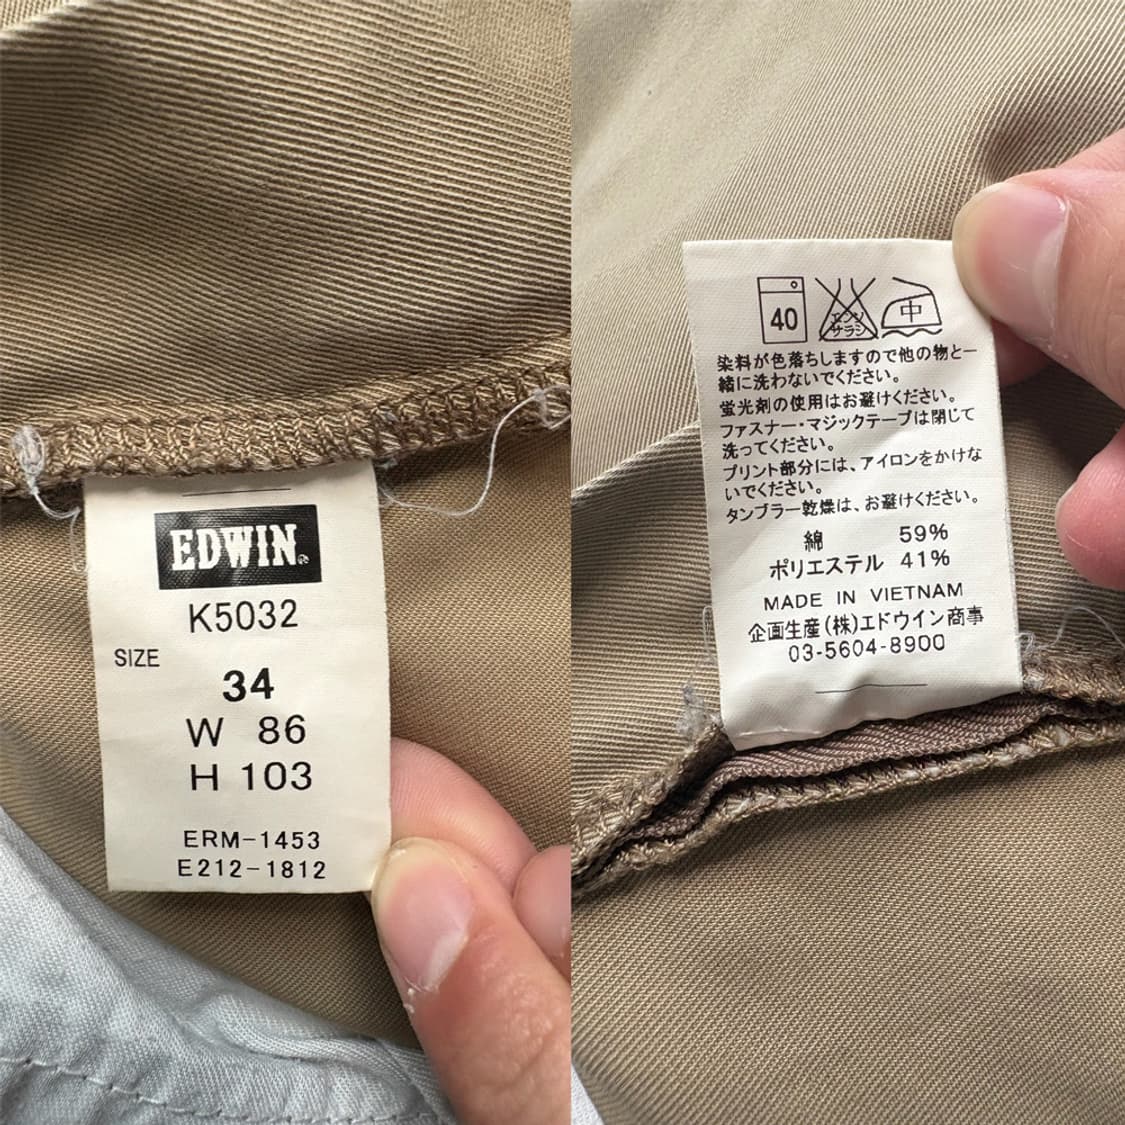 EDWIN.
K5032
SIZE
34
W 86
H 103
ERM-1453
E212-1812
40
エンソ
サラシ
中
染料が色落ちしますので他の物と一
緒に洗わないでください。
蛍光剤の使用はお避けください。
ファスナー・マジックテープは閉じて
洗ってください。
プリント部分には、アイロンをかけな
いでください。
タンブラー乾燥は、お避けください。
綿 59%
ポリエステル 41%
MADE IN VIETNAM
企画生産(株)エドウイン商事
03-5604-8900